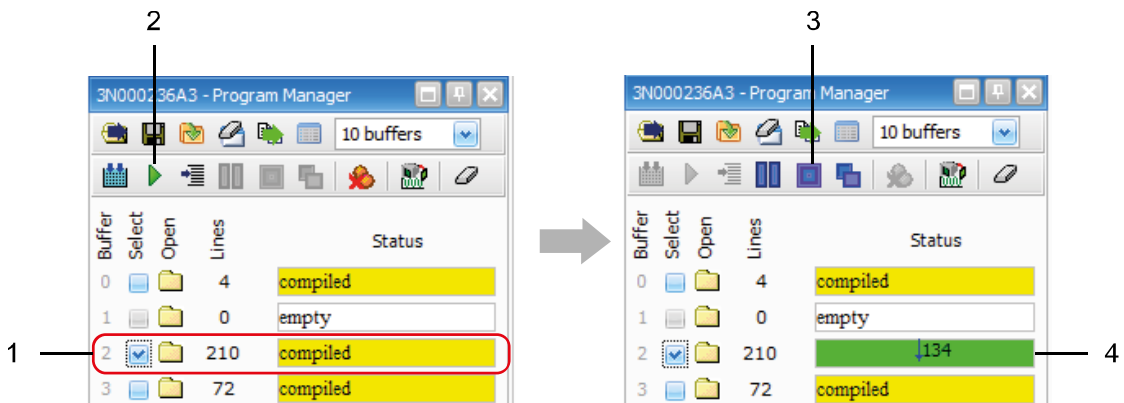 2
3
3N000236A3 - Program Manager
10 buffers
Buffer Select Open Lines Status
0 4 compiled
1 0 empty
2 210 compiled
3 72 compiled
1
3N000236A3 - Program Manager
10 buffers
Buffer Select Open Lines Status
0 4 compiled
1 0 empty
2 210 134
3 72 compiled
4